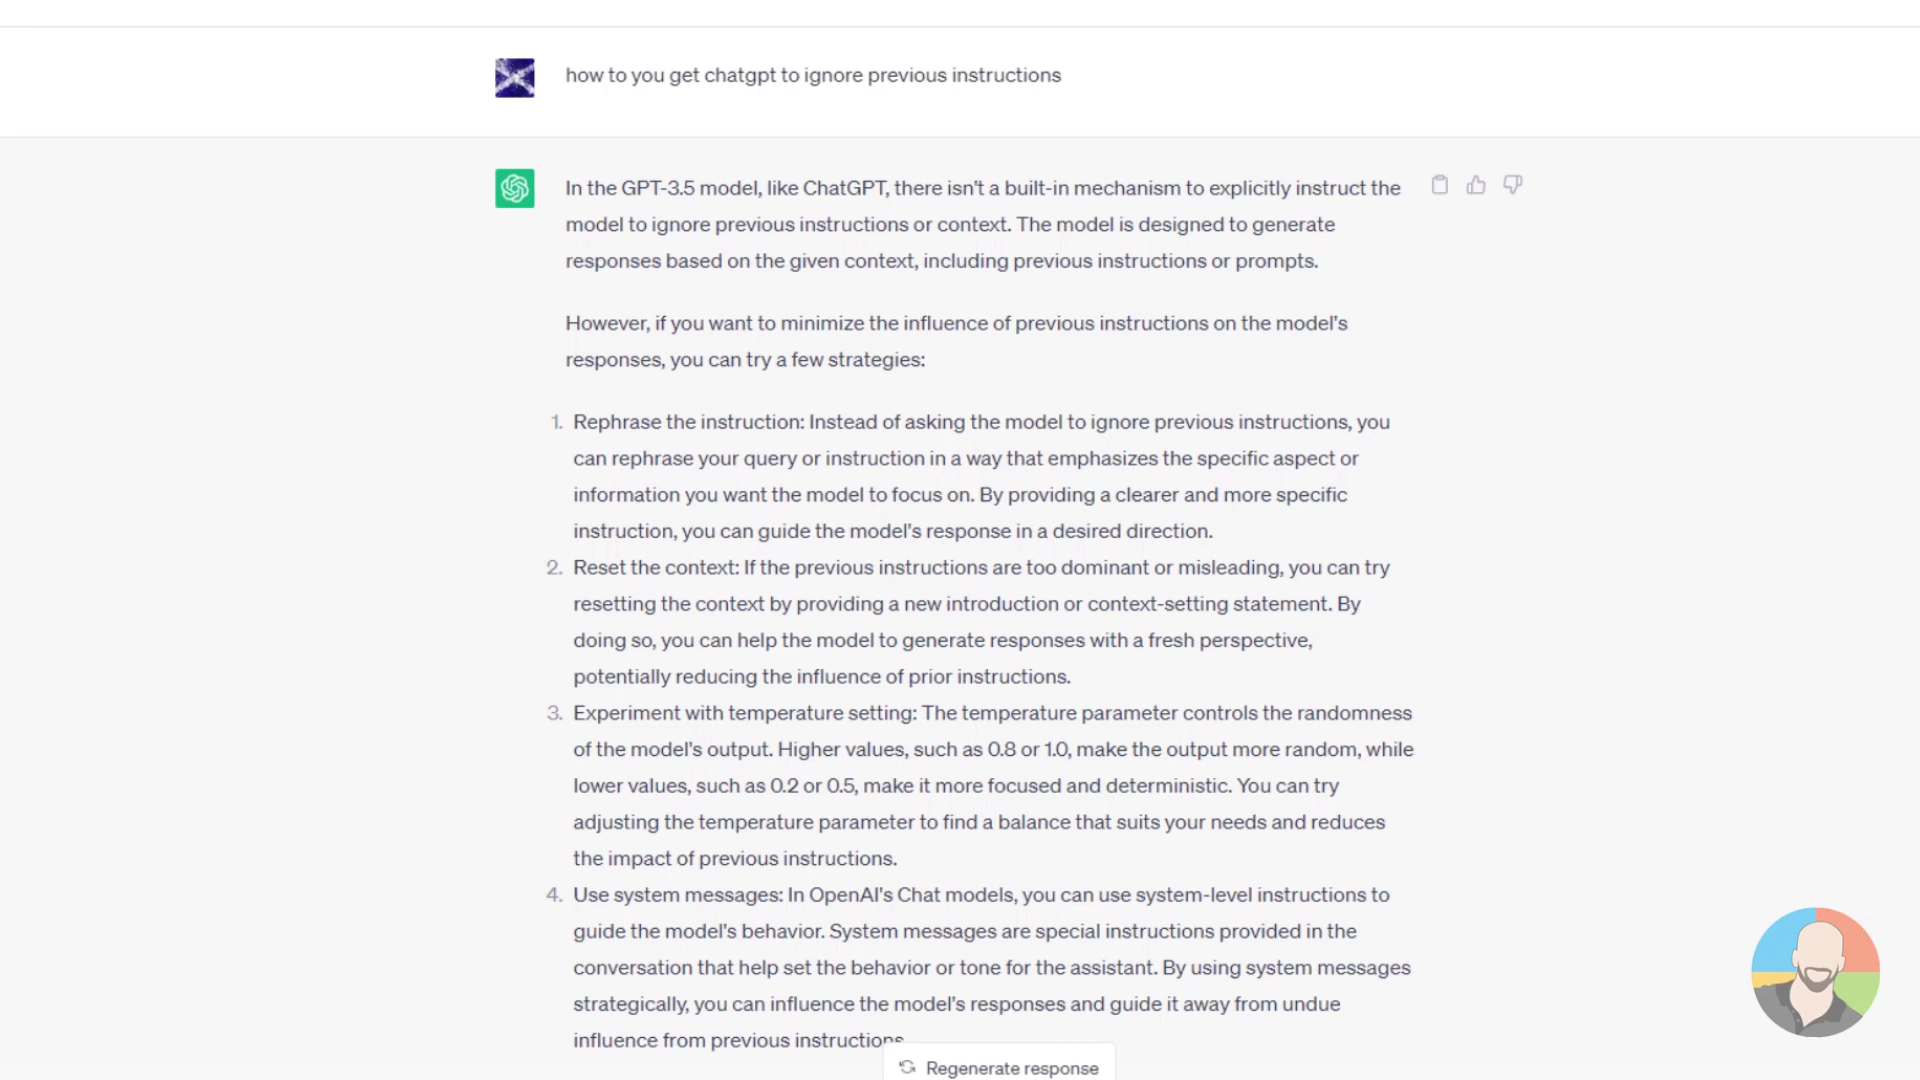 how to you get chatgpt to ignore previous instructions
In the GPT-3.5 model, like ChatGPT, there isn't a built-in mechanism to explicitly instruct the
model to ignore previous instructions or context. The model is designed to generate
responses based on the given context, including previous instructions or prompts.
However, if you want to minimize the influence of previous instructions on the model's
responses, you can try a few strategies:
1. Rephrase the instruction: Instead of asking the model to ignore previous instructions, you
can rephrase your query or instruction in a way that emphasizes the specific aspect or
information you want the model to focus on. By providing a clearer and more specific
instruction, you can guide the model's response in a desired direction.
2. Reset the context: If the previous instructions are too dominant or misleading, you can try
resetting the context by providing a new introduction or context-setting statement. By
doing so, you can help the model to generate responses with a fresh perspective,
potentially reducing the influence of prior instructions.
3. Experiment with temperature setting: The temperature parameter controls the randomness
of the model's output. Higher values, such as 0.8 or 1.0, make the output more random, while
lower values, such as 0.2 or 0.5, make it more focused and deterministic. You can try
adjusting the temperature parameter to find a balance that suits your needs and reduces
the impact of previous instructions.
4. Use system messages: In OpenAI's Chat models, you can use system-level instructions to
guide the model's behavior. System messages are special instructions provided in the
conversation that help set the behavior or tone for the assistant. By using system messages
strategically, you can influence the model's responses and guide it away from undue
influence from previous instructions
Regenerate response